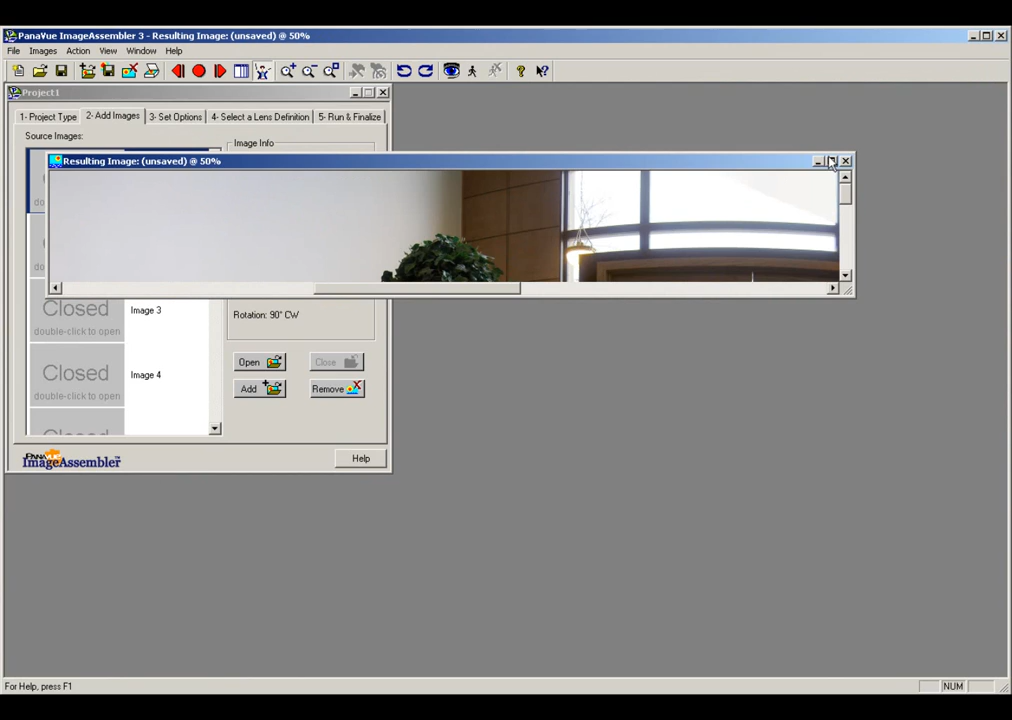 PanaVue ImageAssembler 3 - Resulting Image: (unsaved) @ 50%
File Images Action View Window Help
Project1
1- Project Type 2- Add Images 3- Set Options 4- Select a Lens Definition 5- Run & Finalize
Source Images:
Image Info
Resulting Image: (unsaved) @ 50%
Closed
Image 3
double-click to open
Rotation: 90° CW
Open
Close
Closed
Image 4
double-click to open
Add
Remove
PANAVUE
ImageAssembler™
Help
For Help, press F1
NUM